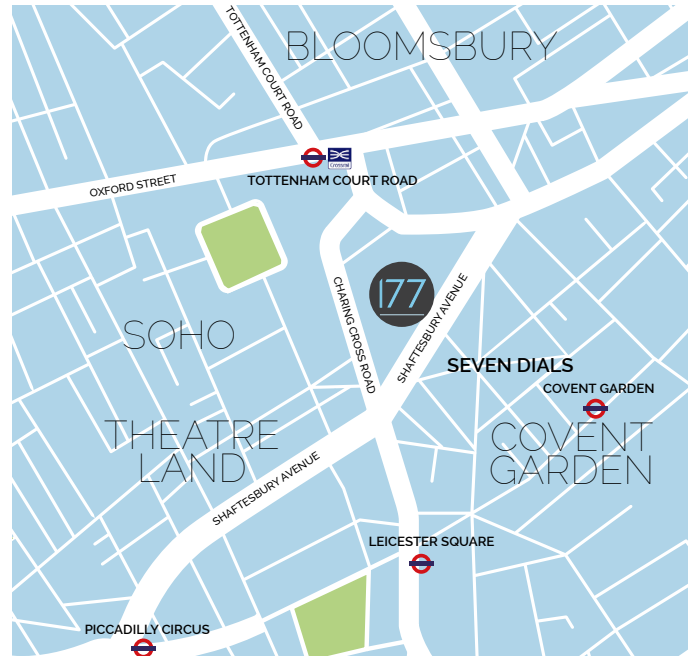 BLOOMSBURY
TOTTENHAM COURT ROAD
Crossrail
TOTTENHAM COURT ROAD
OXFORD STREET
177
CHARING CROSS ROAD
SHAFTESBURY AVENUE
SOHO
SEVEN DIALS
COVENT GARDEN
THEATRE
LAND
COVENT
GARDEN
SHAFTESBURY AVENUE
LEICESTER SQUARE
PICCADILLY CIRCUS